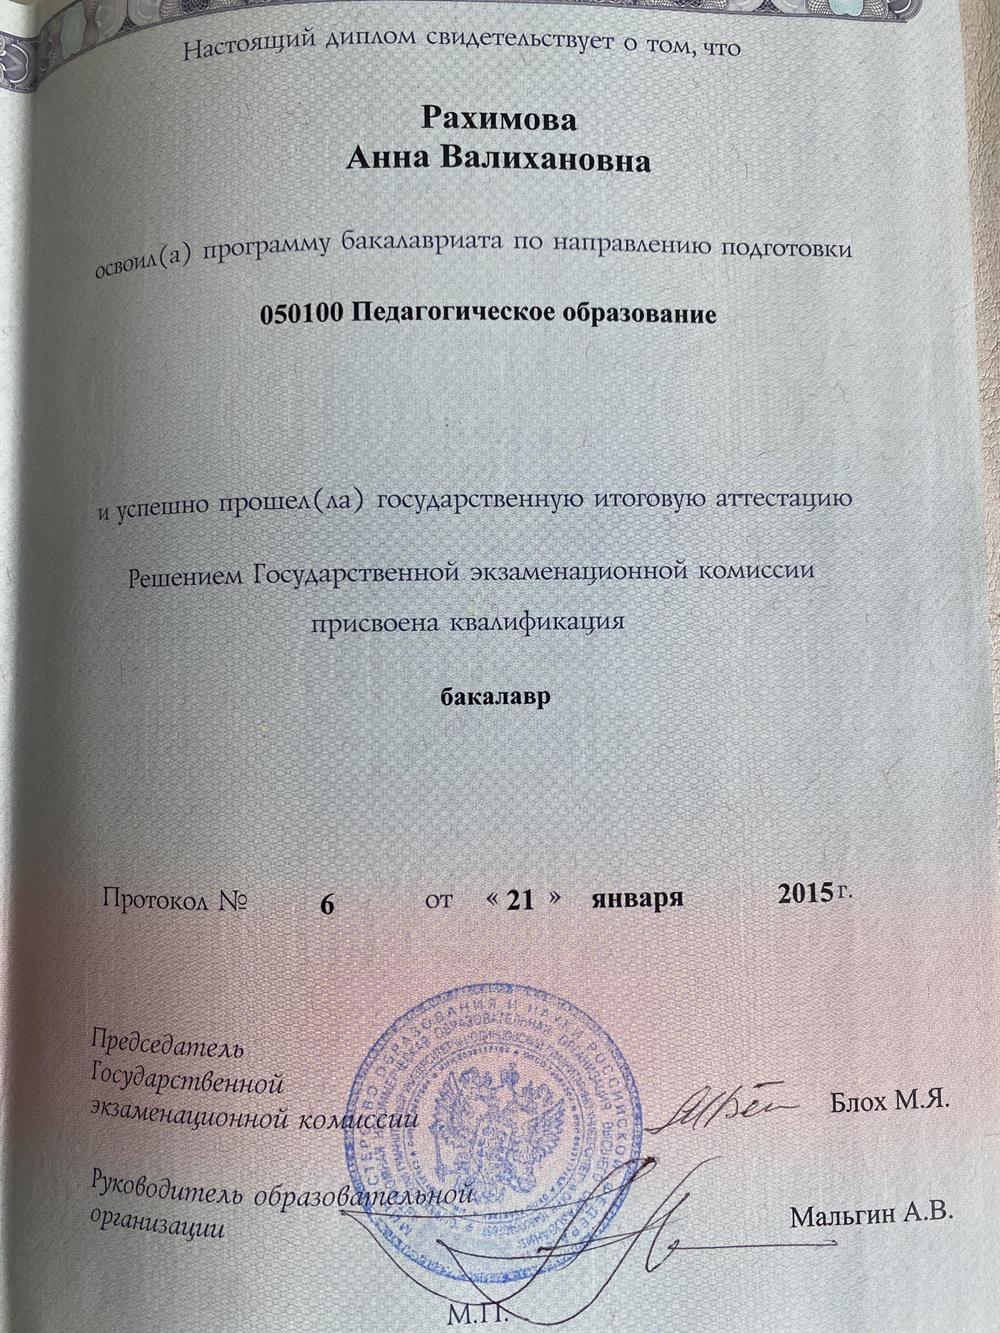 Настоящий диплом свидетельствует о том, что
Рахимова
Анна Валихановна
освоил(а) программу бакалавриата по направлению подготовки
050100 Педагогическое образование
и успешно прошел(ла) государственную итоговую аттестацию
Решением Государственной экзаменационной комиссии
присвоена квалификация
бакалавр
Протокол № 6 от « 21 » января 2015 г.
Председатель
Государственной
экзаменационной комиссии
Блох М.Я.
Руководитель образовательной
организации
Мальгин А.В.
М.П.